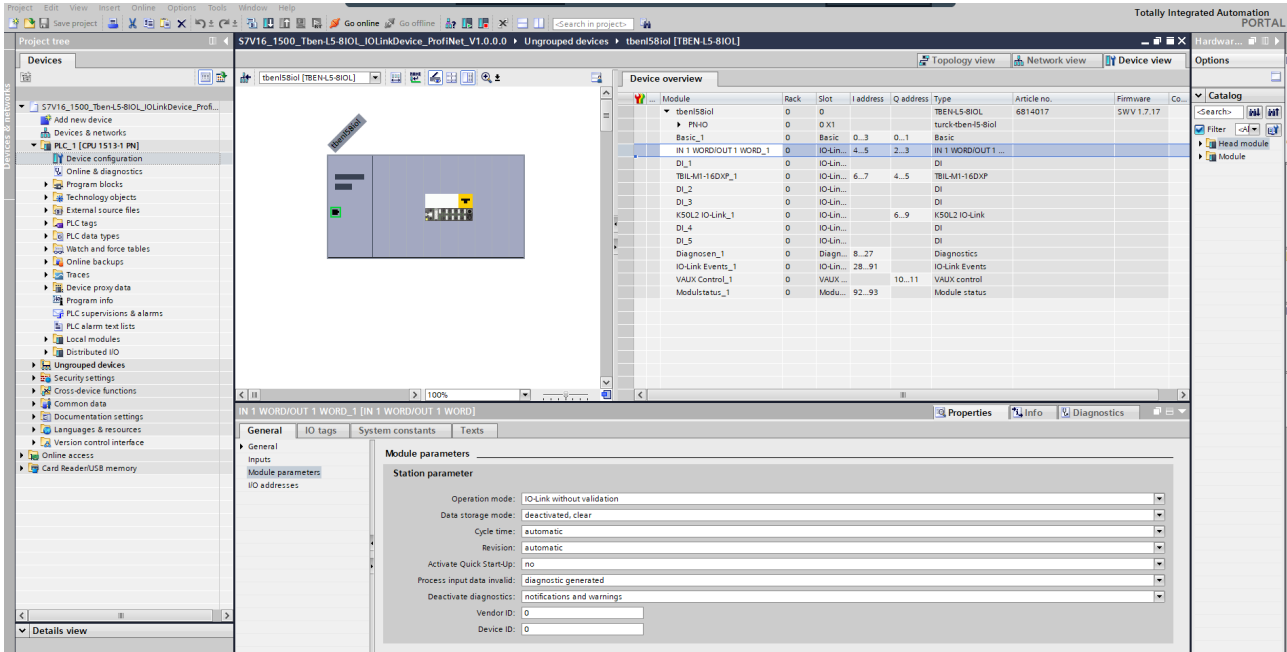 Project Edit View Insert Online Options Tools Window Help
Totally Integrated Automation
PORTAL
Save project Go online Go offline <Search in project>
Project tree
S7V16_1500_Tben-L5-8IOL_IOLinkDevice_ProfiNet_V1.0.0.0 ▸ Ungrouped devices ▸ tbenl58iol [TBEN-L5-8IOL]
Hardwar...
Devices
Topology view Network view Device view
Options
Devices & networks
tbenl58iol [TBEN-L5-8IOL]
Device overview
S7V16_1500_Tben-L5-8IOL_IOLinkDevice_Profi...
Add new device
Devices & networks
PLC_1 [CPU 1513-1 PN]
Device configuration
Online & diagnostics
Program blocks
Technology objects
External source files
PLC tags
PLC data types
Watch and force tables
Online backups
Traces
Device proxy data
Program info
PLC supervisions & alarms
PLC alarm text lists
Local modules
Distributed I/O
Ungrouped devices
Security settings
Cross-device functions
Common data
Documentation settings
Languages & resources
Version control interface
Online access
Card Reader/USB memory
Details view
tbenl58iol
100%
... Module Rack Slot I address Q address Type Article no. Firmware Co...
tbenl58iol 0 0 TBEN-L5-8IOL 6814017 SW V 1.7.17
PN-IO 0 0 X1 turck-tben-l5-8iol
Basic_1 0 Basic 0...3 0...1 Basic
IN 1 WORD/OUT 1 WORD_1 0 IO-Lin... 4...5 2...3 IN 1 WORD/OUT 1 ...
DI_1 0 IO-Lin... DI
TBIL-M1-16DXP_1 0 IO-Lin... 6...7 4...5 TBIL-M1-16DXP
DI_2 0 IO-Lin... DI
DI_3 0 IO-Lin... DI
K50L2 IO-Link_1 0 IO-Lin... 6...9 K50L2 IO-Link
DI_4 0 IO-Lin... DI
DI_5 0 IO-Lin... DI
Diagnosen_1 0 Diagn... 8...27 Diagnostics
IO-Link Events_1 0 IO-Lin... 28...91 IO-Link Events
VAUX Control_1 0 VAUX ... 10...11 VAUX control
Modulstatus_1 0 Modu... 92...93 Module status
Catalog
<Search>
Filter
Head module
Module
IN 1 WORD/OUT 1 WORD_1 [IN 1 WORD/OUT 1 WORD]
Properties Info Diagnostics
General IO tags System constants Texts
General
Inputs
Module parameters
I/O addresses
Module parameters
Station parameter
Operation mode: IO-Link without validation
Data storage mode: deactivated, clear
Cycle time: automatic
Revision: automatic
Activate Quick Start-Up: no
Process input data invalid: diagnostic generated
Deactivate diagnostics: notifications and warnings
Vendor ID: 0
Device ID: 0